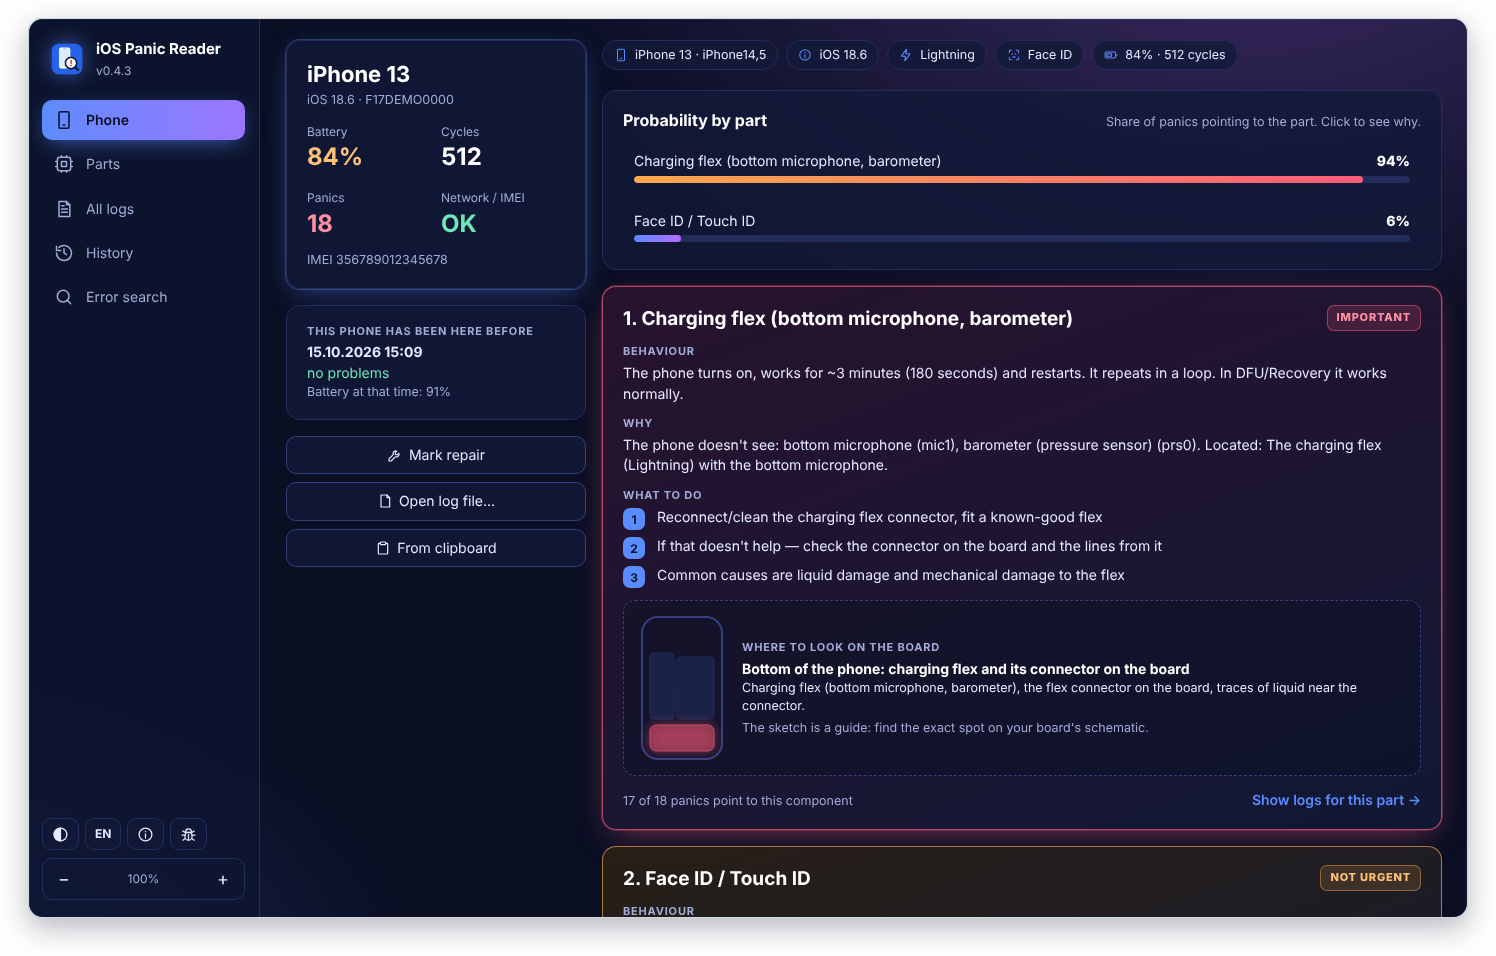 iOS Panic Reader
v0.4.3
Phone
Parts
All logs
History
Error search
EN
− 100% +
iPhone 13
iOS 18.6 · F17DEMO0000
Battery
84%
Cycles
512
Panics
18
Network / IMEI
OK
IMEI 356789012345678
THIS PHONE HAS BEEN HERE BEFORE
15.10.2026 15:09
no problems
Battery at that time: 91%
Mark repair
Open log file...
From clipboard
iPhone 13 · iPhone14,5
iOS 18.6
Lightning
Face ID
84% · 512 cycles
Probability by part
Share of panics pointing to the part. Click to see why.
Charging flex (bottom microphone, barometer) 94%
Face ID / Touch ID 6%
1. Charging flex (bottom microphone, barometer)
IMPORTANT
BEHAVIOUR
The phone turns on, works for ~3 minutes (180 seconds) and restarts. It repeats in a loop. In DFU/Recovery it works
normally.
WHY
The phone doesn't see: bottom microphone (mic1), barometer (pressure sensor) (prs0). Located: The charging flex
(Lightning) with the bottom microphone.
WHAT TO DO
1 Reconnect/clean the charging flex connector, fit a known-good flex
2 If that doesn't help — check the connector on the board and the lines from it
3 Common causes are liquid damage and mechanical damage to the flex
WHERE TO LOOK ON THE BOARD
Bottom of the phone: charging flex and its connector on the board
Charging flex (bottom microphone, barometer), the flex connector on the board, traces of liquid near the
connector.
The sketch is a guide: find the exact spot on your board's schematic.
17 of 18 panics point to this component
Show logs for this part →
2. Face ID / Touch ID
NOT URGENT
BEHAVIOUR